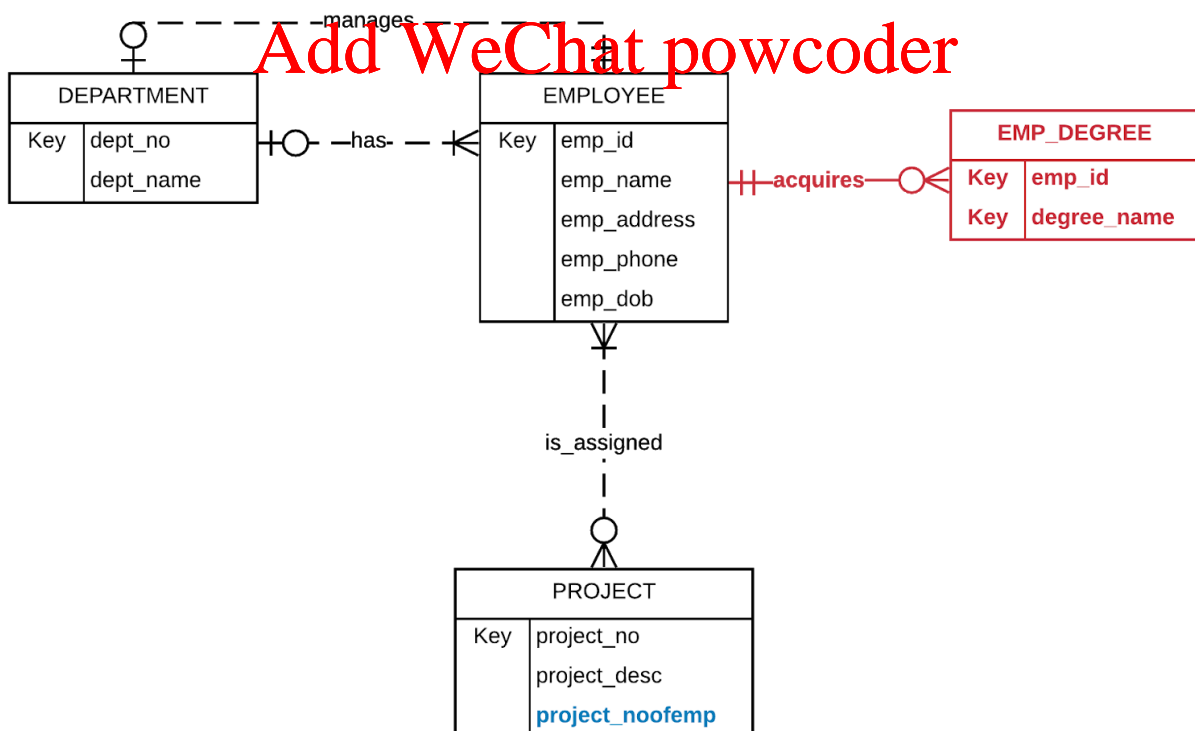 manages
Add WeChat powcoder
DEPARTMENT
Key dept_no
dept_name
has
EMPLOYEE
Key emp_id
emp_name
emp_address
emp_phone
emp_dob
acquires
EMP_DEGREE
Key emp_id
Key degree_name
is_assigned
PROJECT
Key project_no
project_desc
project_noofemp